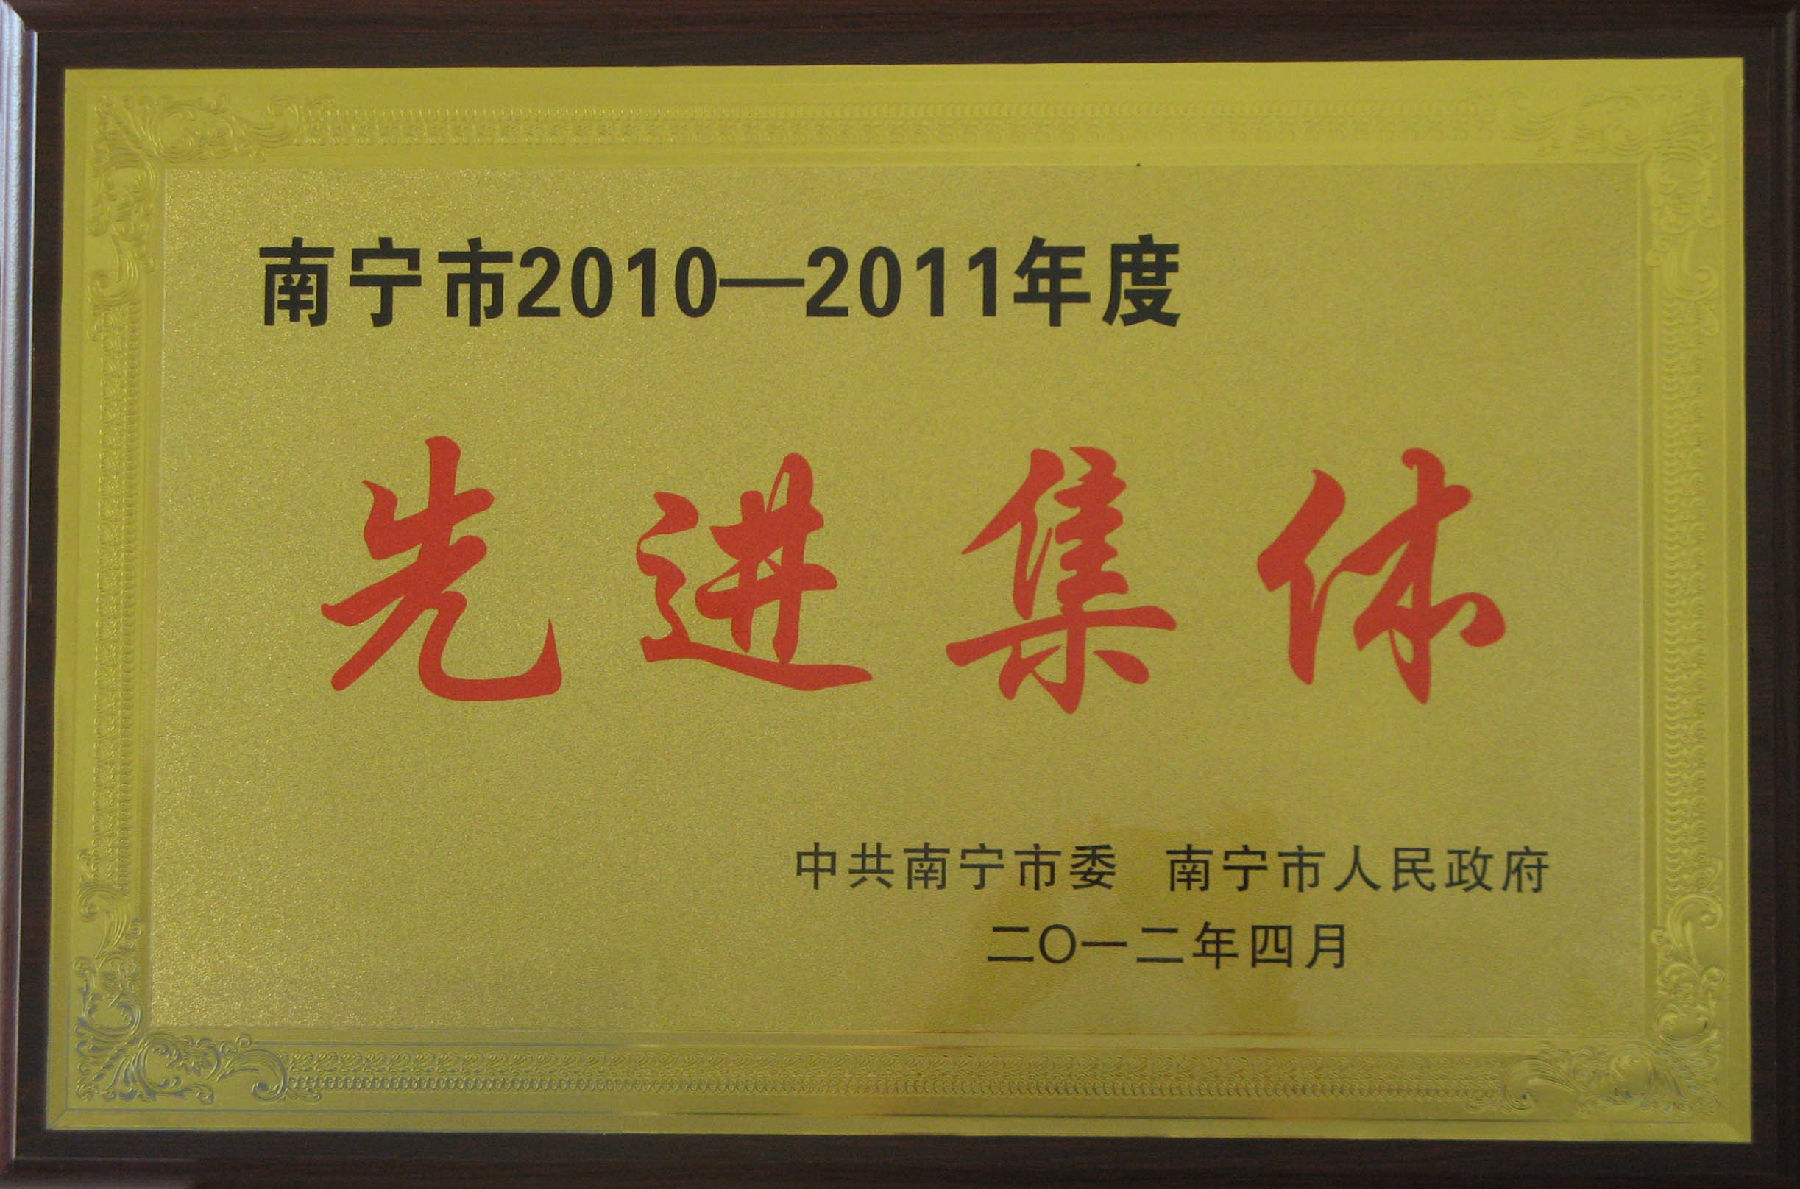 南宁市2010—2011年度
先进集体
中共南宁市委 南宁市人民政府
二〇一二年四月